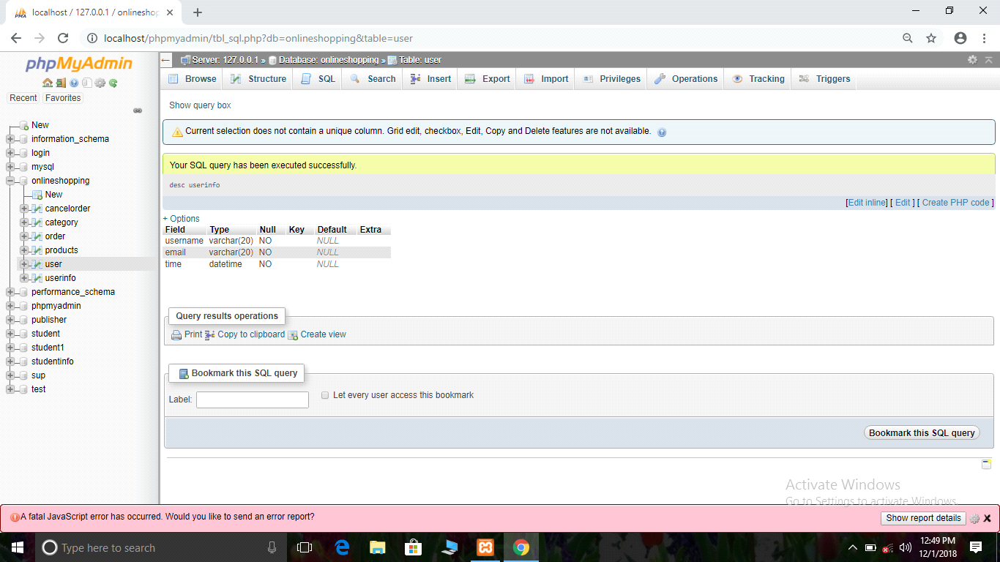 localhost / 127.0.0.1 / onlineshop
localhost/phpmyadmin/tbl_sql.php?db=onlineshopping&table=user
phpMyAdmin
Recent Favorites
New
information_schema
login
mysql
onlineshopping
New
cancelorder
category
order
products
user
userinfo
performance_schema
phpmyadmin
publisher
student
student1
studentinfo
sup
test
Server: 127.0.0.1 » Database: onlineshopping » Table: user
Browse Structure SQL Search Insert Export Import Privileges Operations Tracking Triggers
Show query box
Current selection does not contain a unique column. Grid edit, checkbox, Edit, Copy and Delete features are not available.
Your SQL query has been executed successfully.
desc userinfo
[Edit inline] [ Edit ] [ Create PHP code ]
+ Options
Field Type Null Key Default Extra
username varchar(20) NO NULL
email varchar(20) NO NULL
time datetime NO NULL
Query results operations
Print Copy to clipboard Create view
Bookmark this SQL query
Label: Let every user access this bookmark
Bookmark this SQL query
Activate Windows
Go to Settings to activate Windows.
A fatal JavaScript error has occurred. Would you like to send an error report?
Show report details
Type here to search
12:49 PM
12/1/2018